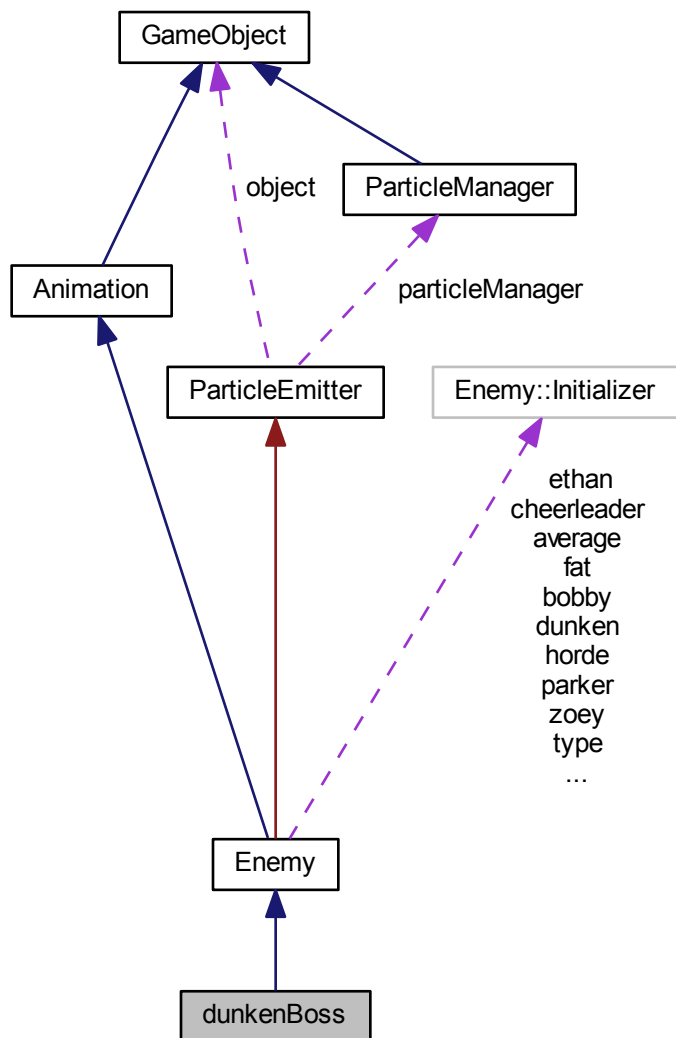 GameObject
ParticleManager
object
Animation
particleManager
ParticleEmitter
Enemy::Initializer
ethan
cheerleader
average
fat
bobby
dunken
horde
parker
zoey
type
...
Enemy
dunkenBoss